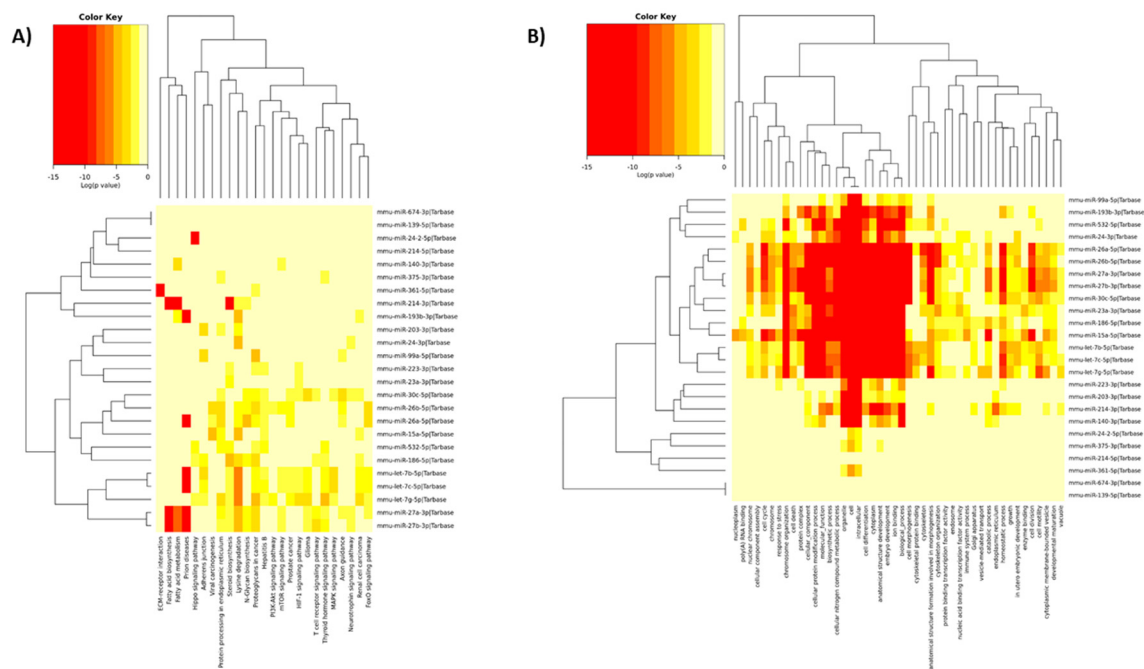 A)
Color Key
-15
-10
-5
0
Log(p value)
mmu-miR-674-3p|Tarbase
mmu-miR-139-5p|Tarbase
mmu-miR-24-2-5p|Tarbase
mmu-miR-214-5p|Tarbase
mmu-miR-140-3p|Tarbase
mmu-miR-375-3p|Tarbase
mmu-miR-361-5p|Tarbase
mmu-miR-214-3p|Tarbase
mmu-miR-193b-3p|Tarbase
mmu-miR-203-3p|Tarbase
mmu-miR-24-3p|Tarbase
mmu-miR-99a-5p|Tarbase
mmu-miR-223-3p|Tarbase
mmu-miR-23a-3p|Tarbase
mmu-miR-30c-5p|Tarbase
mmu-miR-26b-5p|Tarbase
mmu-miR-26a-5p|Tarbase
mmu-miR-15a-5p|Tarbase
mmu-miR-532-5p|Tarbase
mmu-miR-186-5p|Tarbase
mmu-let-7b-5p|Tarbase
mmu-let-7c-5p|Tarbase
mmu-let-7g-5p|Tarbase
mmu-miR-27a-3p|Tarbase
mmu-miR-27b-3p|Tarbase
ECM-receptor interaction
Fatty acid biosynthesis
Fatty acid metabolism
Prion diseases
Hippo signaling pathway
Adherens junction
Viral carcinogenesis
Protein processing in endoplasmic reticulum
Steroid biosynthesis
Lysine degradation
N-Glycan biosynthesis
Proteoglycans in cancer
Hepatitis B
PI3K-Akt signaling pathway
mTOR signaling pathway
Prostate cancer
HIF-1 signaling pathway
Glioma
T cell receptor signaling pathway
Thyroid hormone signaling pathway
MAPK signaling pathway
Axon guidance
Neurotrophin signaling pathway
Renal cell carcinoma
FoxO signaling pathway
B)
Color Key
-15
-10
-5
0
Log(p value)
mmu-miR-99a-5p|Tarbase
mmu-miR-193b-3p|Tarbase
mmu-miR-532-5p|Tarbase
mmu-miR-24-3p|Tarbase
mmu-miR-26a-5p|Tarbase
mmu-miR-26b-5p|Tarbase
mmu-miR-27a-3p|Tarbase
mmu-miR-27b-3p|Tarbase
mmu-miR-30c-5p|Tarbase
mmu-miR-23a-3p|Tarbase
mmu-miR-186-5p|Tarbase
mmu-miR-15a-5p|Tarbase
mmu-let-7b-5p|Tarbase
mmu-let-7c-5p|Tarbase
mmu-let-7g-5p|Tarbase
mmu-miR-223-3p|Tarbase
mmu-miR-203-3p|Tarbase
mmu-miR-214-3p|Tarbase
mmu-miR-140-3p|Tarbase
mmu-miR-24-2-5p|Tarbase
mmu-miR-375-3p|Tarbase
mmu-miR-214-5p|Tarbase
mmu-miR-361-5p|Tarbase
mmu-miR-674-3p|Tarbase
mmu-miR-139-5p|Tarbase
nucleoplasm
poly(A) RNA binding
nuclear chromosome
cellular component assembly
cell cycle
chromosome
response to stress
chromosome organization
cell death
protein complex
cellular_component
cellular protein modification process
molecular_function
biosynthetic process
cellular nitrogen compound metabolic process
organelle
cell
intracellular
cell differentiation
cytoplasm
anatomical structure development
embryo development
ion binding
biological_process
cell morphogenesis
cytoskeletal protein binding
cytoskeleton
anatomical structure formation involved in morphogenesis
cytoskeleton organization
protein binding transcription factor activity
endosome
nucleic acid binding transcription factor activity
immune system process
Golgi apparatus
vesicle-mediated transport
catabolic process
endoplasmic reticulum
homeostatic process
growth
in utero embryonic development
enzyme binding
cell division
cell motility
cytoplasmic membrane-bounded vesicle
developmental maturation
vacuole